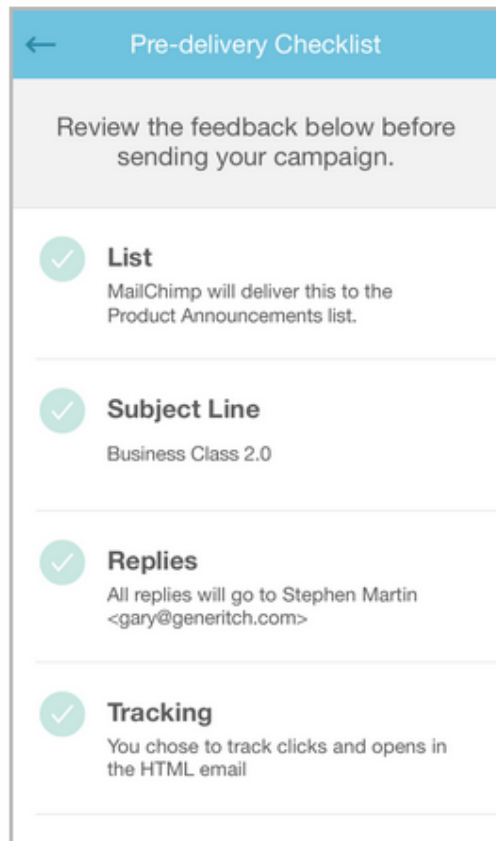 Pre-delivery Checklist
Review the feedback below before
sending your campaign.
List
MailChimp will deliver this to the
Product Announcements list.
Subject Line
Business Class 2.0
Replies
All replies will go to Stephen Martin
<gary@generitch.com>
Tracking
You chose to track clicks and opens in
the HTML email